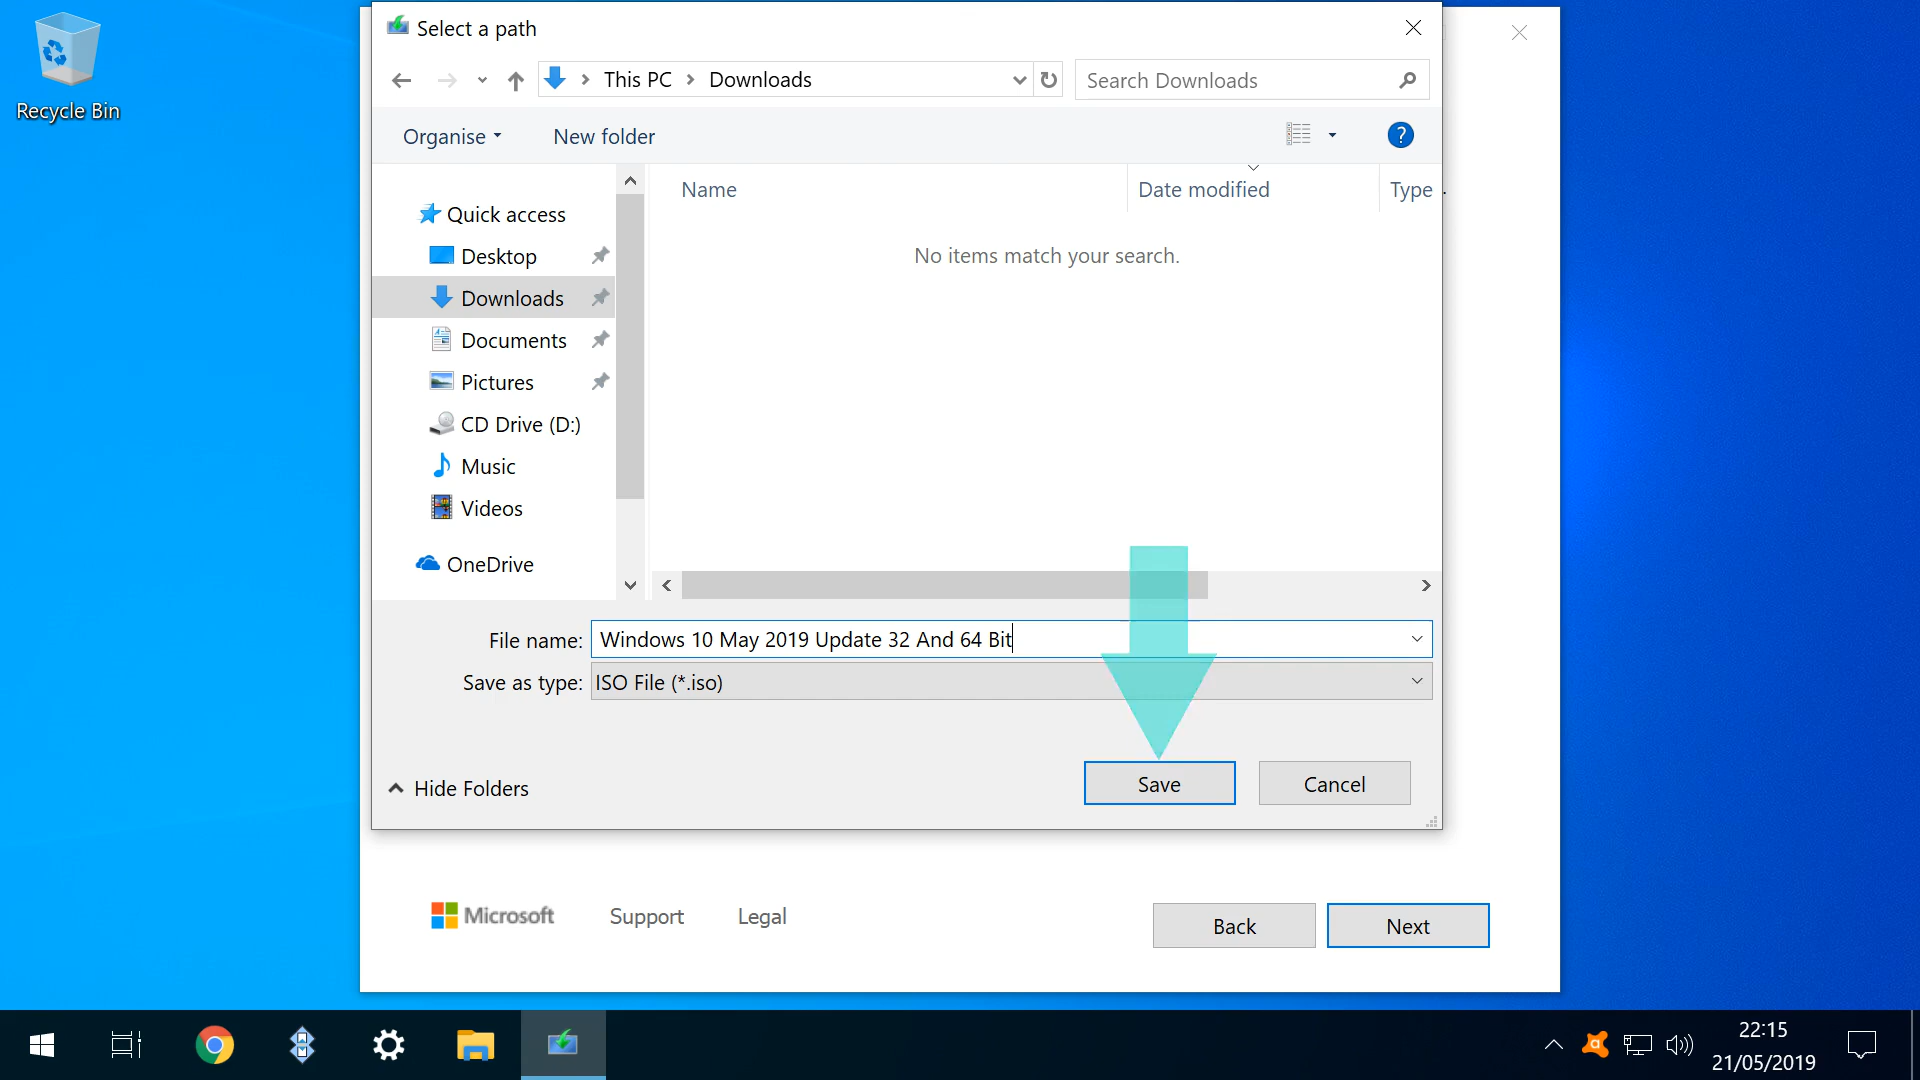 Recycle Bin
Select a path
This PC > Downloads
Search Downloads
Organise
New folder
?
Name
Date modified
Type
Quick access
Desktop
Downloads
Documents
Pictures
CD Drive (D:)
Music
Videos
OneDrive
No items match your search.
File name: Windows 10 May 2019 Update 32 And 64 Bit
Save as type: ISO File (*.iso)
Hide Folders
Save
Cancel
Microsoft
Support
Legal
Back
Next
22:15
21/05/2019